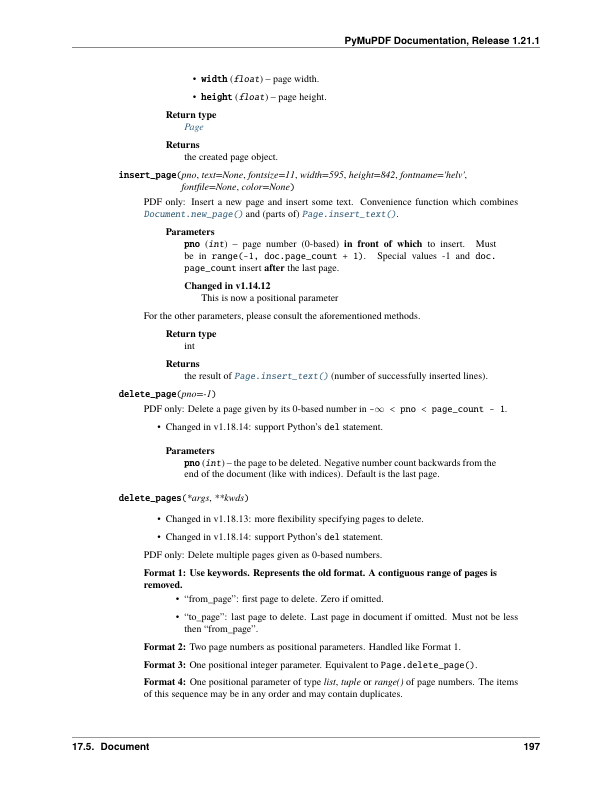 PyMuPDF Documentation, Release 1.21.1
• width (float) – page width.
• height (float) – page height.
Return type
Page
Returns
the created page object.
insert_page(pno, text=None, fontsize=11, width=595, height=842, fontname='helv',
fontfile=None, color=None)
PDF only: Insert a new page and insert some text. Convenience function which combines
Document.new_page() and (parts of) Page.insert_text().
Parameters
pno (int) – page number (0-based) in front of which to insert. Must
be in range(-1, doc.page_count + 1). Special values -1 and doc.
page_count insert after the last page.
Changed in v1.14.12
This is now a positional parameter
For the other parameters, please consult the aforementioned methods.
Return type
int
Returns
the result of Page.insert_text() (number of successfully inserted lines).
delete_page(pno=-1)
PDF only: Delete a page given by its 0-based number in -∞ < pno < page_count - 1.
• Changed in v1.18.14: support Python's del statement.
Parameters
pno (int) – the page to be deleted. Negative number count backwards from the
end of the document (like with indices). Default is the last page.
delete_pages(*args, **kwds)
• Changed in v1.18.13: more flexibility specifying pages to delete.
• Changed in v1.18.14: support Python's del statement.
PDF only: Delete multiple pages given as 0-based numbers.
Format 1: Use keywords. Represents the old format. A contiguous range of pages is
removed.
• “from_page”: first page to delete. Zero if omitted.
• “to_page”: last page to delete. Last page in document if omitted. Must not be less
then “from_page”.
Format 2: Two page numbers as positional parameters. Handled like Format 1.
Format 3: One positional integer parameter. Equivalent to Page.delete_page().
Format 4: One positional parameter of type list, tuple or range() of page numbers. The items
of this sequence may be in any order and may contain duplicates.
17.5. Document 197